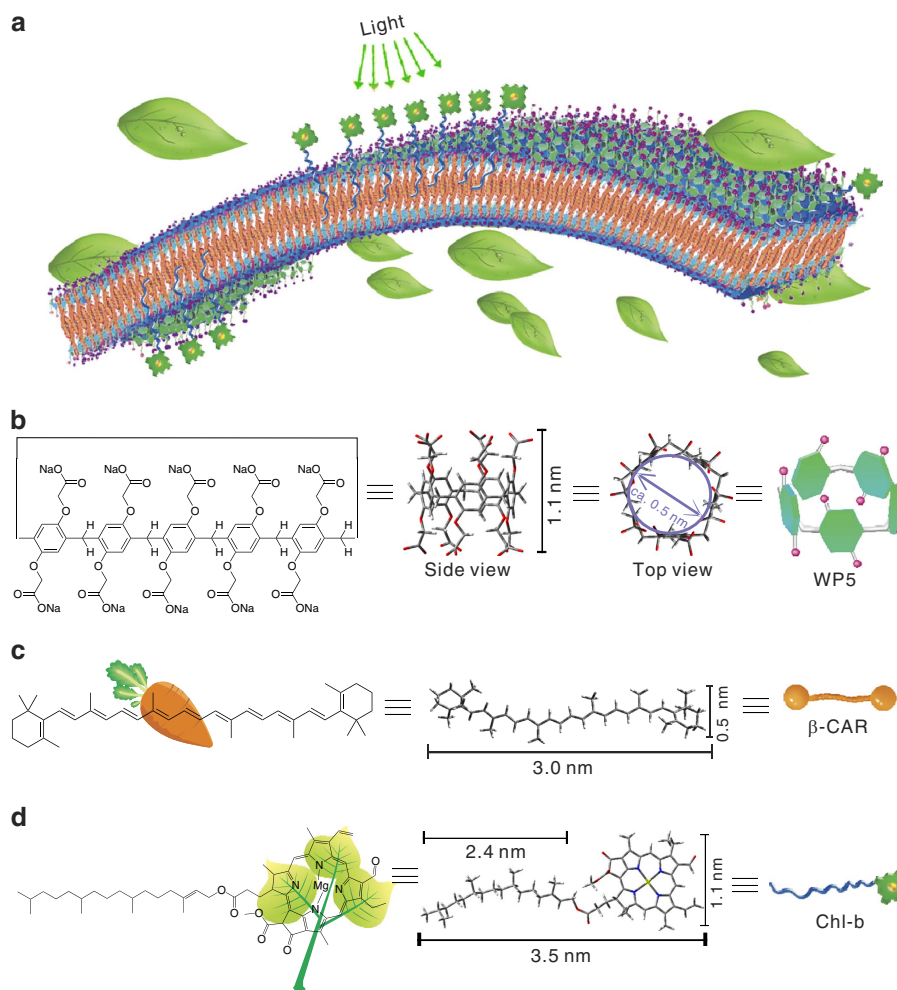 a
Light
b
NaO NaO NaO NaO NaO
O O O O O
O O O O O
H H H H H
H H H H H
O O O O O
O O O O O
ONa ONa ONa ONa ONa
1.1 nm
ca. 0.5 nm
Side view
Top view
WP5
c
0.5 nm
3.0 nm
β-CAR
d
2.4 nm
O
N
N Mg N
N
O
O
O
O
O
1.1 nm
3.5 nm
Chl-b